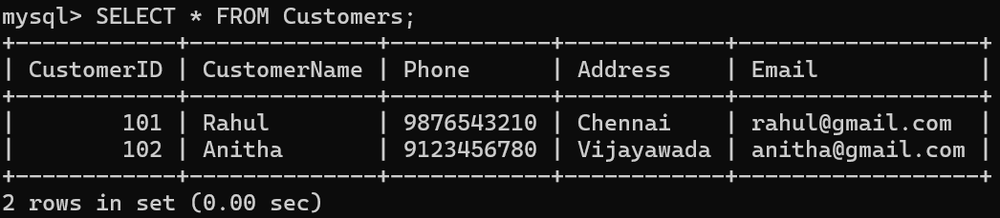 mysql> SELECT * FROM Customers;
+------------+--------------+------------+------------+------------------+
| CustomerID | CustomerName | Phone      | Address    | Email            |
+------------+--------------+------------+------------+------------------+
|        101 | Rahul        | 9876543210 | Chennai    | rahul@gmail.com  |
|        102 | Anitha       | 9123456780 | Vijayawada | anitha@gmail.com |
+------------+--------------+------------+------------+------------------+
2 rows in set (0.00 sec)